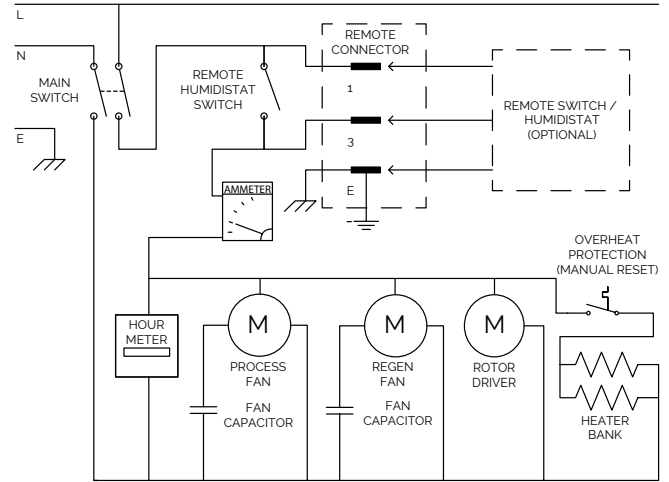 L
N
MAIN
SWITCH
E
REMOTE
HUMIDISTAT
SWITCH
REMOTE
CONNECTOR
1
3
E
REMOTE SWITCH /
HUMIDISTAT
(OPTIONAL)
AMMETER
OVERHEAT
PROTECTION
(MANUAL RESET)
HOUR
METER
M
PROCESS
FAN
FAN
CAPACITOR
M
REGEN
FAN
FAN
CAPACITOR
M
ROTOR
DRIVER
HEATER
BANK